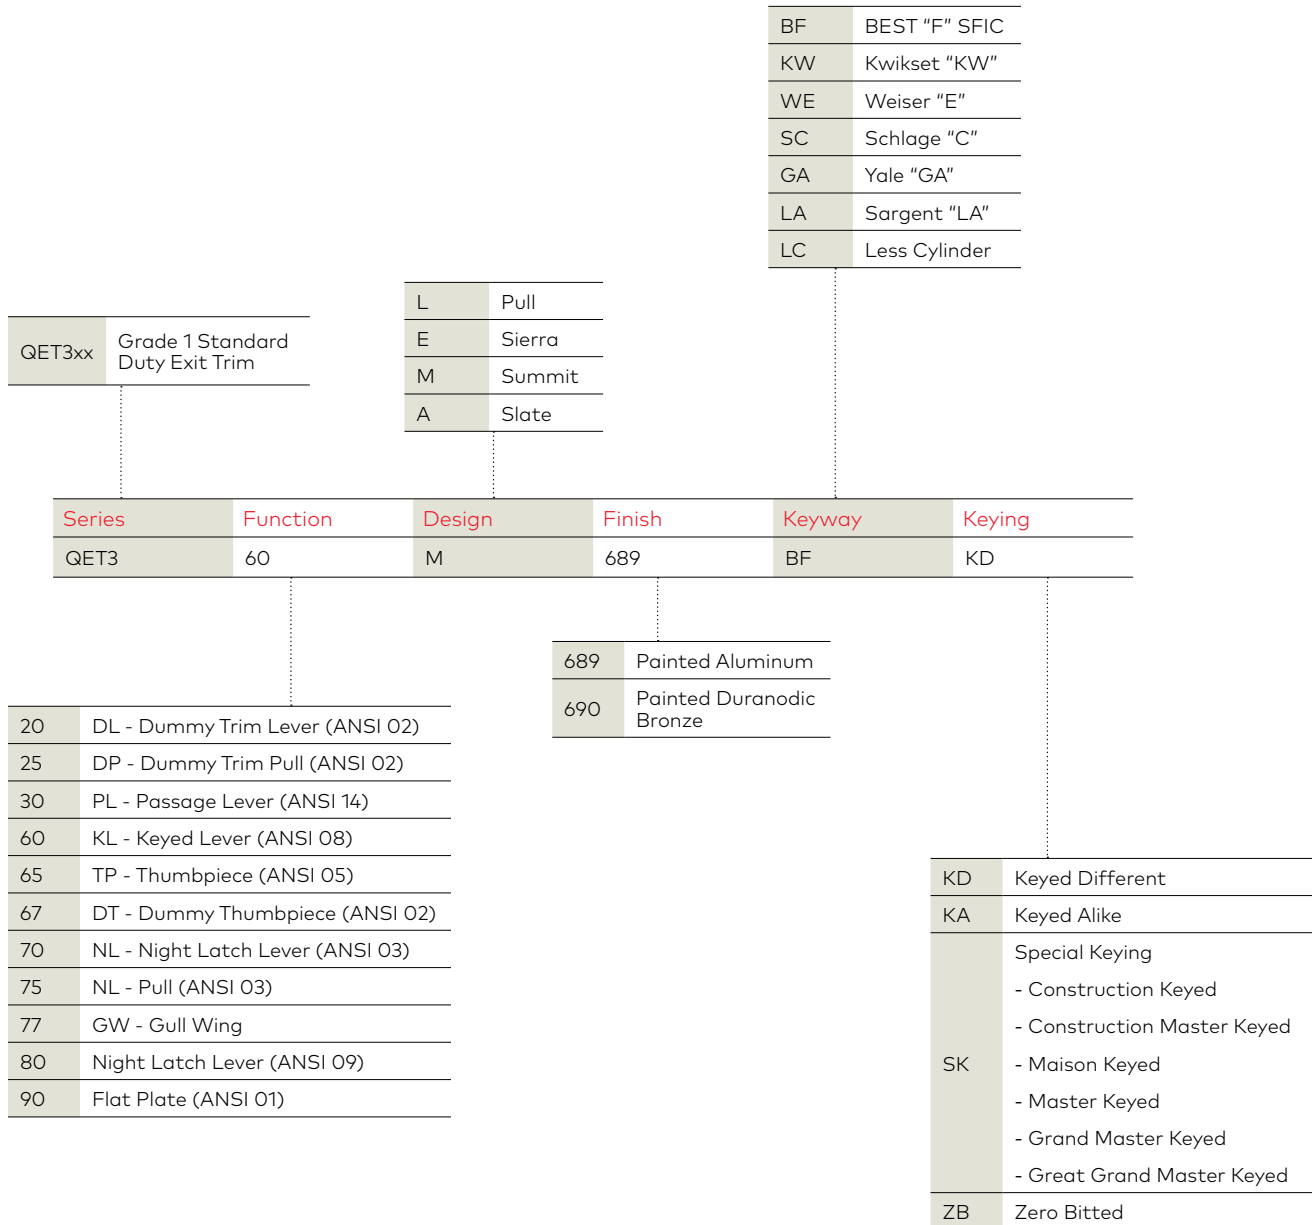 BF BEST “F” SFIC
KW Kwikset “KW”
WE Weiser “E”
SC Schlage “C”
GA Yale “GA”
LA Sargent “LA”
LC Less Cylinder
L Pull
E Sierra
M Summit
A Slate
QET3xx Grade 1 Standard
Duty Exit Trim
Series Function Design Finish Keyway Keying
QET3 60 M 689 BF KD
689 Painted Aluminum
690 Painted Duranodic
Bronze
20 DL - Dummy Trim Lever (ANSI 02)
25 DP - Dummy Trim Pull (ANSI 02)
30 PL - Passage Lever (ANSI 14)
60 KL - Keyed Lever (ANSI 08)
65 TP - Thumbpiece (ANSI 05)
67 DT - Dummy Thumbpiece (ANSI 02)
70 NL - Night Latch Lever (ANSI 03)
75 NL - Pull (ANSI 03)
77 GW - Gull Wing
80 Night Latch Lever (ANSI 09)
90 Flat Plate (ANSI 01)
KD Keyed Different
KA Keyed Alike
SK Special Keying
- Construction Keyed
- Construction Master Keyed
- Maison Keyed
- Master Keyed
- Grand Master Keyed
- Great Grand Master Keyed
ZB Zero Bitted